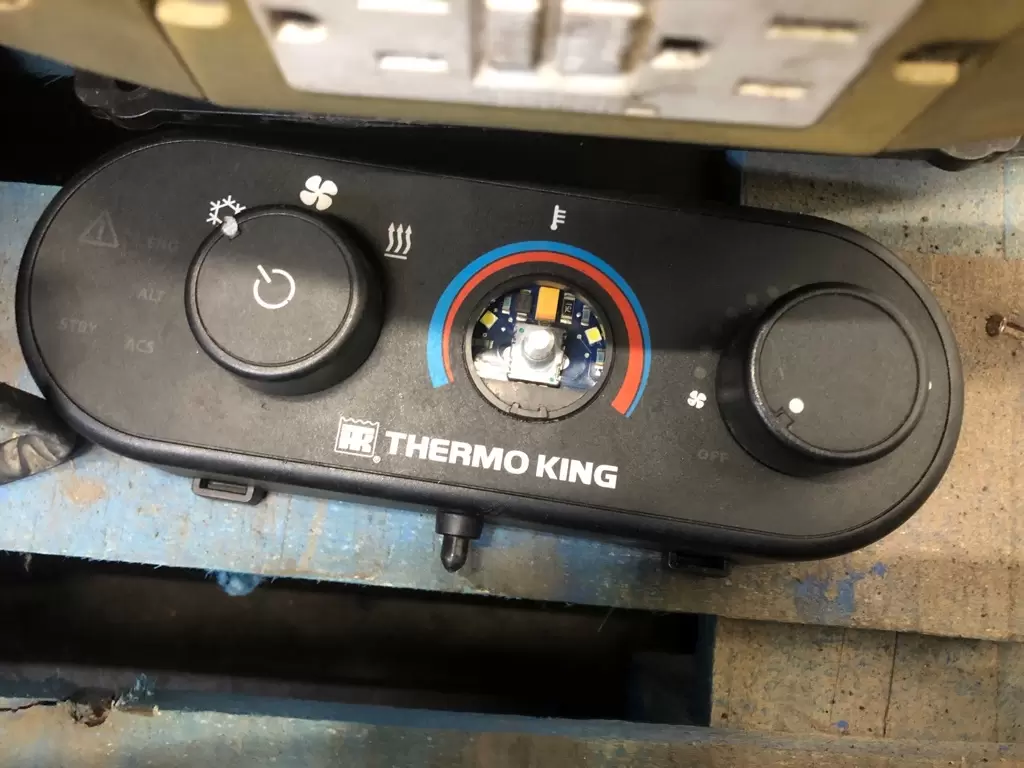 ENG
ALT
STBY
ACS
THERMO KING
OFF